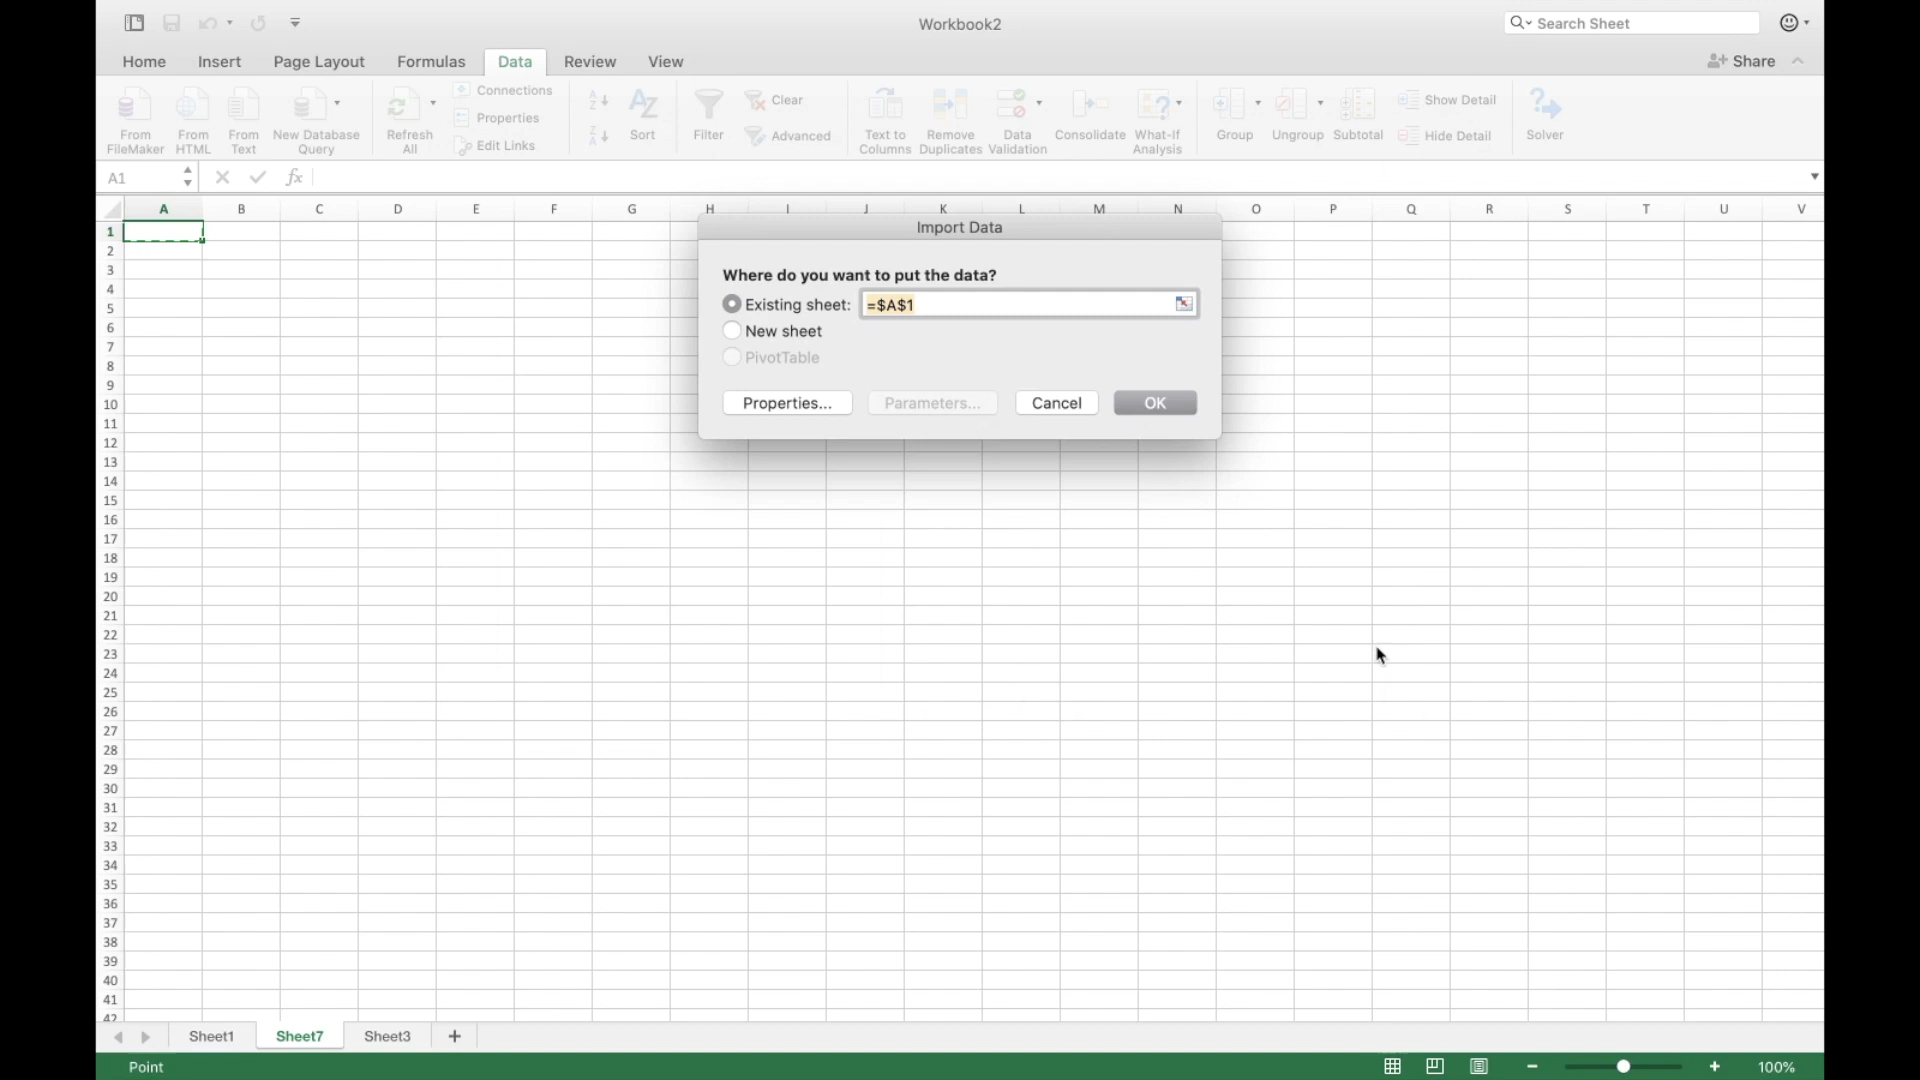 Workbook2
Search Sheet
Home Insert Page Layout Formulas Data Review View
Share
From FileMaker
From HTML
From Text
New Database Query
Refresh All
Connections
Properties
Edit Links
A Z
Z A
AZ
Sort
Filter
Clear
Advanced
Text to Columns
Remove Duplicates
Data Validation
Consolidate
What-If Analysis
Group
Ungroup
Subtotal
Show Detail
Hide Detail
Solver
A1
fx
A B C D E F G H I J K L M N O P Q R S T U V
Import Data
Where do you want to put the data?
Existing sheet: =$A$1
New sheet
PivotTable
Properties... Parameters... Cancel OK
1
2
3
4
5
6
7
8
9
10
11
12
13
14
15
16
17
18
19
20
21
22
23
24
25
26
27
28
29
30
31
32
33
34
35
36
37
38
39
40
41
42
Sheet1 Sheet7 Sheet3 +
Point
100%